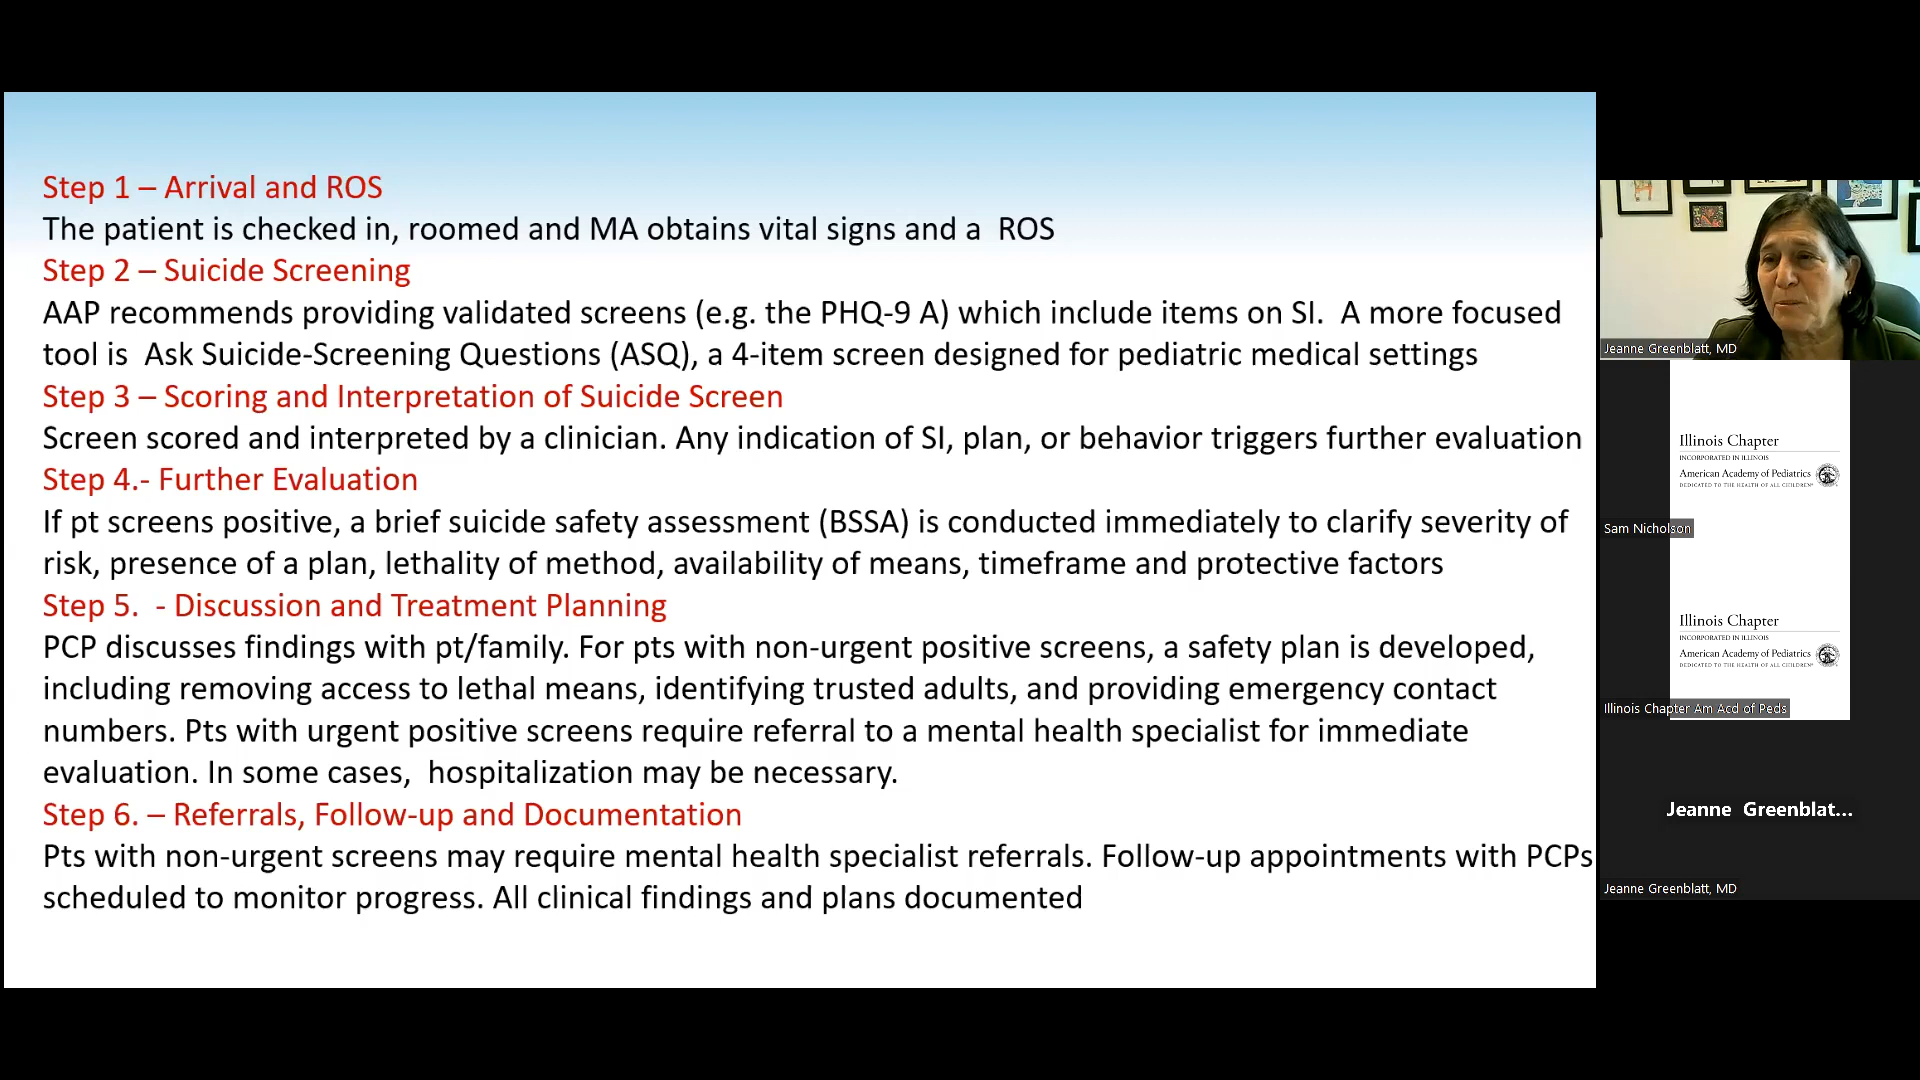 Step 1 – Arrival and ROS
The patient is checked in, roomed and MA obtains vital signs and a  ROS
Step 2 – Suicide Screening
AAP recommends providing validated screens (e.g. the PHQ-9 A) which include items on SI.  A more focused
tool is  Ask Suicide-Screening Questions (ASQ), a 4-item screen designed for pediatric medical settings
Step 3 – Scoring and Interpretation of Suicide Screen
Screen scored and interpreted by a clinician. Any indication of SI, plan, or behavior triggers further evaluation
Step 4.- Further Evaluation
If pt screens positive, a brief suicide safety assessment (BSSA) is conducted immediately to clarify severity of
risk, presence of a plan, lethality of method, availability of means, timeframe and protective factors
Step 5.  - Discussion and Treatment Planning
PCP discusses findings with pt/family. For pts with non-urgent positive screens, a safety plan is developed,
including removing access to lethal means, identifying trusted adults, and providing emergency contact
numbers. Pts with urgent positive screens require referral to a mental health specialist for immediate
evaluation. In some cases,  hospitalization may be necessary.
Step 6. – Referrals, Follow-up and Documentation
Pts with non-urgent screens may require mental health specialist referrals. Follow-up appointments with PCPs
scheduled to monitor progress. All clinical findings and plans documented
Jeanne Greenblatt, MD
Illinois Chapter
INCORPORATED IN ILLINOIS
American Academy of Pediatrics
DEDICATED TO THE HEALTH OF ALL CHILDREN®
Sam Nicholson
Illinois Chapter
INCORPORATED IN ILLINOIS
American Academy of Pediatrics
DEDICATED TO THE HEALTH OF ALL CHILDREN®
Illinois Chapter Am Acd of Peds
Jeanne  Greenblat...
Jeanne Greenblatt, MD